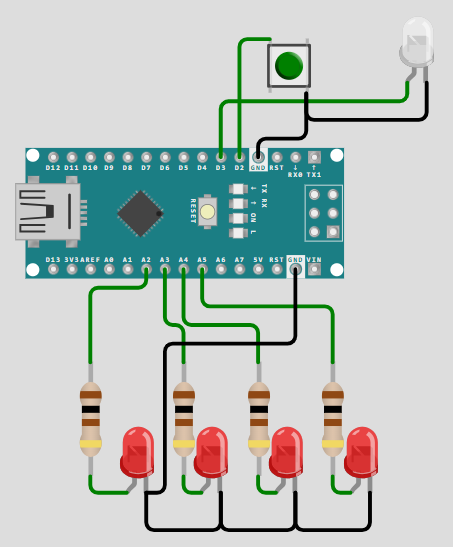 D12 D11 D10 D9 D8 D7 D6 D5 D4 D3 D2 GND RST ↓ ↑
RX0 TX1
TX RX
↓ ↑ ON L
RESET
D13 3V3 AREF A0 A1 A2 A3 A4 A5 A6 A7 5V RST GND VIN